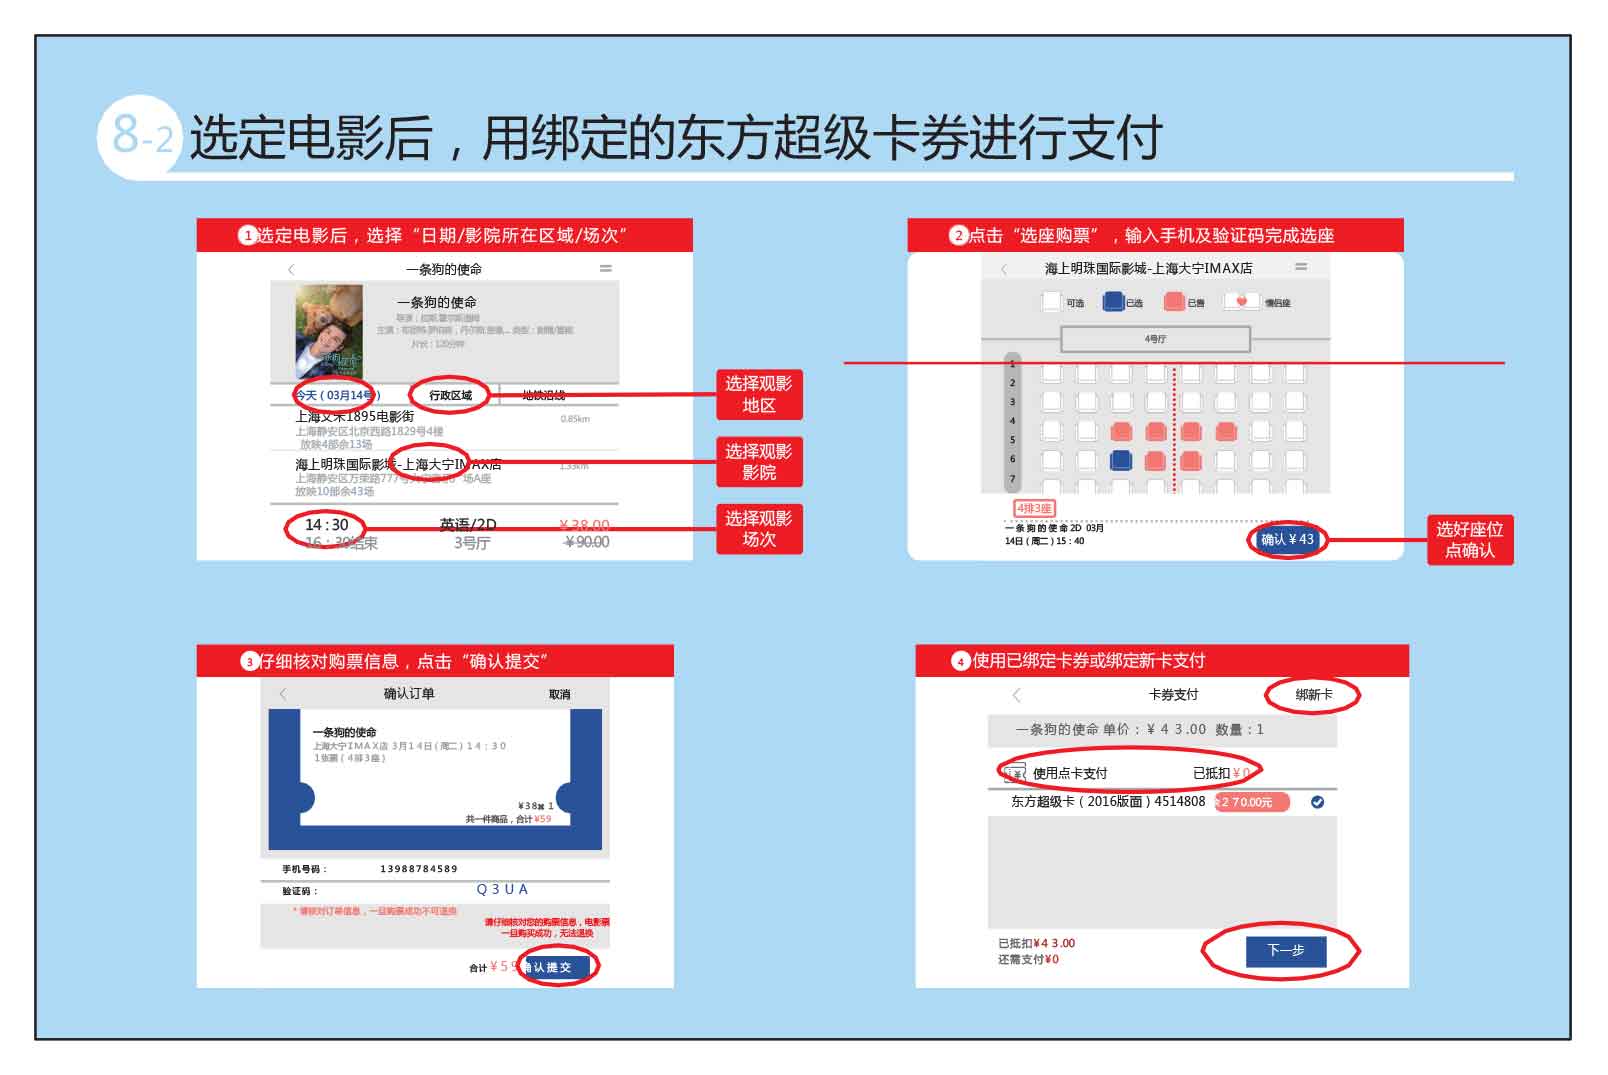 8-2 选定电影后，用绑定的东方超级卡券进行支付
1 选定电影后，选择“日期/影院所在区域/场次”
一条狗的使命
一条狗的使命
片长：120分钟
今天（03月14号） 行政区域 地铁沿线
上海艾米1895电影街 0.85km
上海静安区北京西路1829号4楼
放映4部余13场
海上明珠国际影城-上海大宁IMAX店 1.33km
上海静安区万荣路777号 场A座
放映10部余43场
14:30 英语/2D ￥38.00
16:30结束 3号厅 ￥90.00
选择观影
地区
选择观影
影院
选择观影
场次
2 点击“选座购票”，输入手机及验证码完成选座
海上明珠国际影城-上海大宁IMAX店
可选 已选 已售 情侣座
4号厅
1
2
3
4
5
6
7
4排3座
一条狗的使命2D 03月
14日（周二）15：40
确认￥43
选好座位
点确认
3 仔细核对购票信息，点击“确认提交”
确认订单 取消
一条狗的使命
上海大宁IMAX店 3月14日（周二）14：30
1张票（4排3座）
￥38 1
共一件商品，合计￥59
手机号码： 13988784589
验证码： Q3UA
* 请核对订单信息，一旦购票成功不可退换
请仔细核对您的购票信息，电影票
一旦购买成功，无法退换
合计￥59 确认提交
4 使用已绑定卡券或绑定新卡支付
卡券支付 绑新卡
一条狗的使命 单价：￥43.00 数量：1
使用点卡支付 已抵扣￥0
东方超级卡（2016版面）4514808 270.00元
已抵扣￥43.00
还需支付￥0
下一步